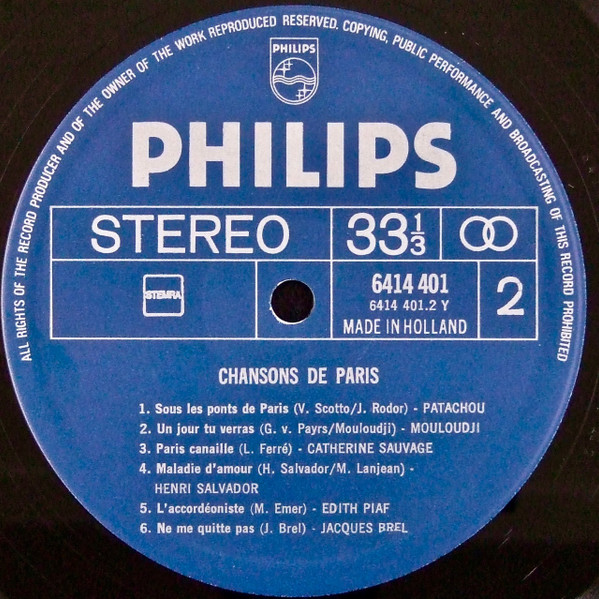 ALL RIGHTS OF THE RECORD PRODUCER AND OF THE OWNER OF THE WORK REPRODUCED RESERVED. COPYING, PUBLIC PERFORMANCE AND BROADCASTING OF THIS RECORD PROHIBITED
PHILIPS
PHILIPS
STEREO 33 1/3
STEMRA
6414 401
6414 401.2 Y
MADE IN HOLLAND
2
CHANSONS DE PARIS
1. Sous les ponts de Paris (V. Scotto/J. Rodor) - PATACHOU
2. Un jour tu verras (G. v. Payrs/Mouloudji) - MOULOUDJI
3. Paris canaille (L. Ferré) - CATHERINE SAUVAGE
4. Maladie d'amour (H. Salvador/M. Lanjean) -
HENRI SALVADOR
5. L'accordéoniste (M. Emer) - EDITH PIAF
6. Ne me quitte pas (J. Brel) - JACQUES BREL